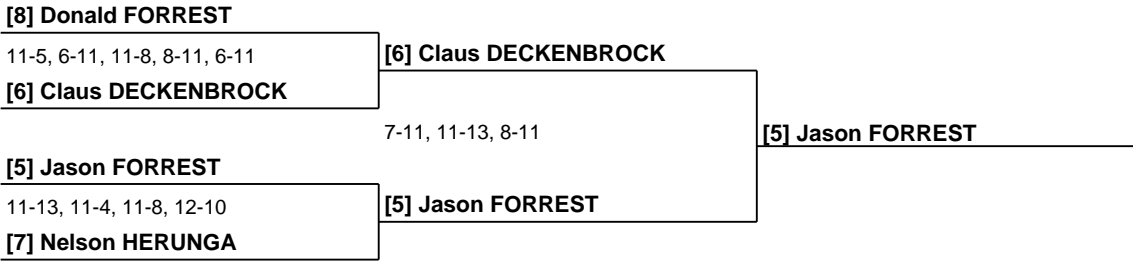 [8] Donald FORREST
11-5, 6-11, 11-8, 8-11, 6-11
[6] Claus DECKENBROCK
[6] Claus DECKENBROCK
7-11, 11-13, 8-11
[5] Jason FORREST
[5] Jason FORREST
11-13, 11-4, 11-8, 12-10
[5] Jason FORREST
[7] Nelson HERUNGA